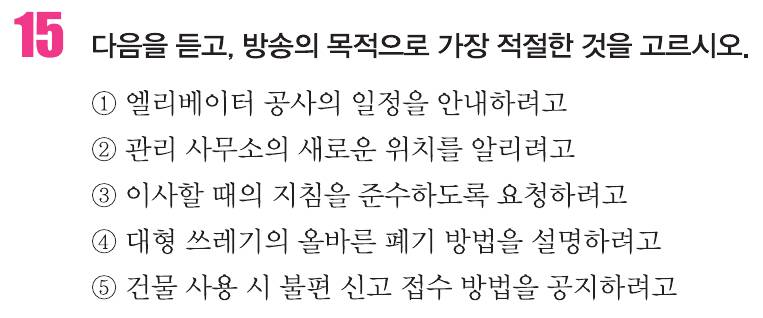 15 다음을 듣고, 방송의 목적으로 가장 적절한 것을 고르시오.
① 엘리베이터 공사의 일정을 안내하려고
② 관리 사무소의 새로운 위치를 알리려고
③ 이사할 때의 지침을 준수하도록 요청하려고
④ 대형 쓰레기의 올바른 폐기 방법을 설명하려고
⑤ 건물 사용 시 불편 신고 접수 방법을 공지하려고